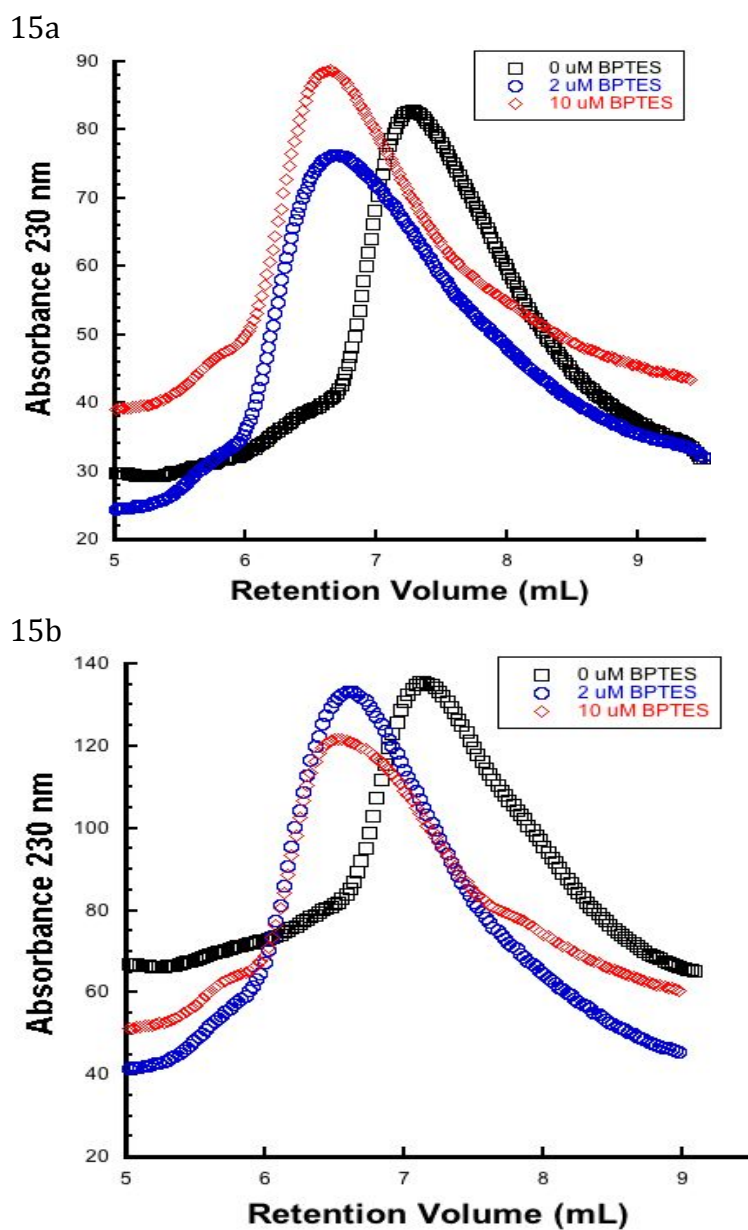 15a
90
80
70
60
50
40
30
20
Absorbance 230 nm
0 uM BPTES
2 uM BPTES
10 uM BPTES
5 6 7 8 9
Retention Volume (mL)
15b
140
120
100
80
60
40
20
Absorbance 230 nm
0 uM BPTES
2 uM BPTES
10 uM BPTES
5 6 7 8 9
Retention Volume (mL)